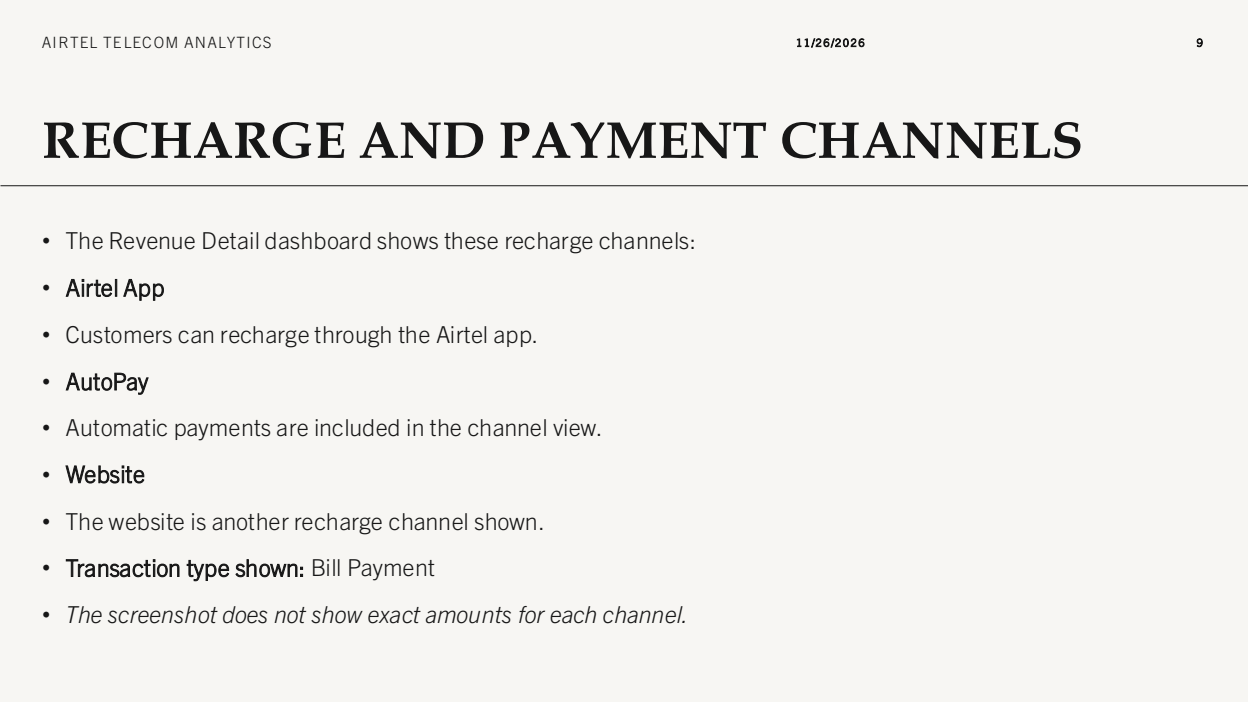 AIRTEL TELECOM ANALYTICS
11/26/2026
9
RECHARGE AND PAYMENT CHANNELS
• The Revenue Detail dashboard shows these recharge channels:
• Airtel App
• Customers can recharge through the Airtel app.
• AutoPay
• Automatic payments are included in the channel view.
• Website
• The website is another recharge channel shown.
• Transaction type shown: Bill Payment
• The screenshot does not show exact amounts for each channel.